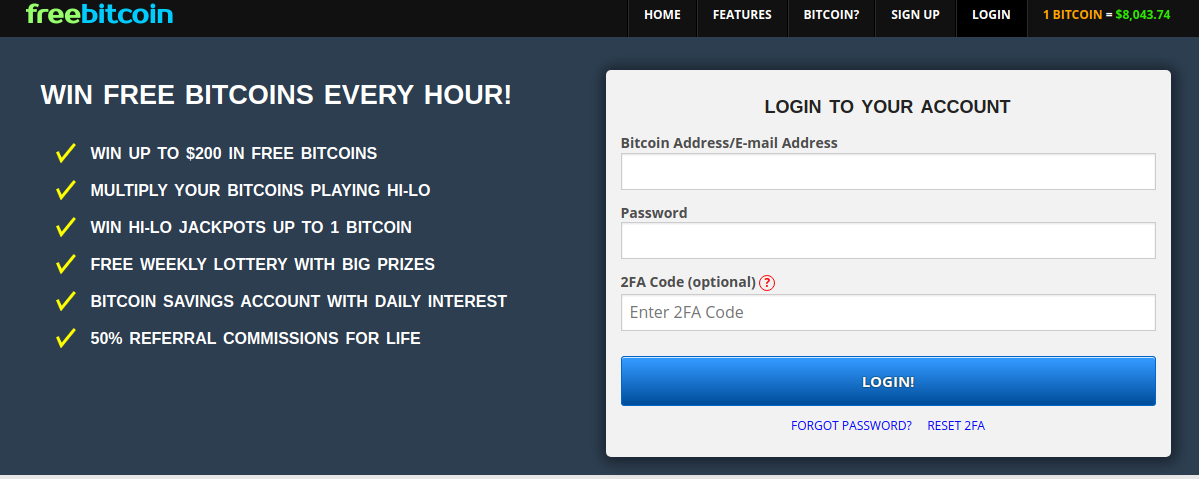 freebitcoin
HOME FEATURES BITCOIN? SIGN UP LOGIN 1 BITCOIN = $8,043.74
WIN FREE BITCOINS EVERY HOUR!
WIN UP TO $200 IN FREE BITCOINS
MULTIPLY YOUR BITCOINS PLAYING HI-LO
WIN HI-LO JACKPOTS UP TO 1 BITCOIN
FREE WEEKLY LOTTERY WITH BIG PRIZES
BITCOIN SAVINGS ACCOUNT WITH DAILY INTEREST
50% REFERRAL COMMISSIONS FOR LIFE
LOGIN TO YOUR ACCOUNT
Bitcoin Address/E-mail Address
Password
2FA Code (optional) ?
Enter 2FA Code
LOGIN!
FORGOT PASSWORD? RESET 2FA